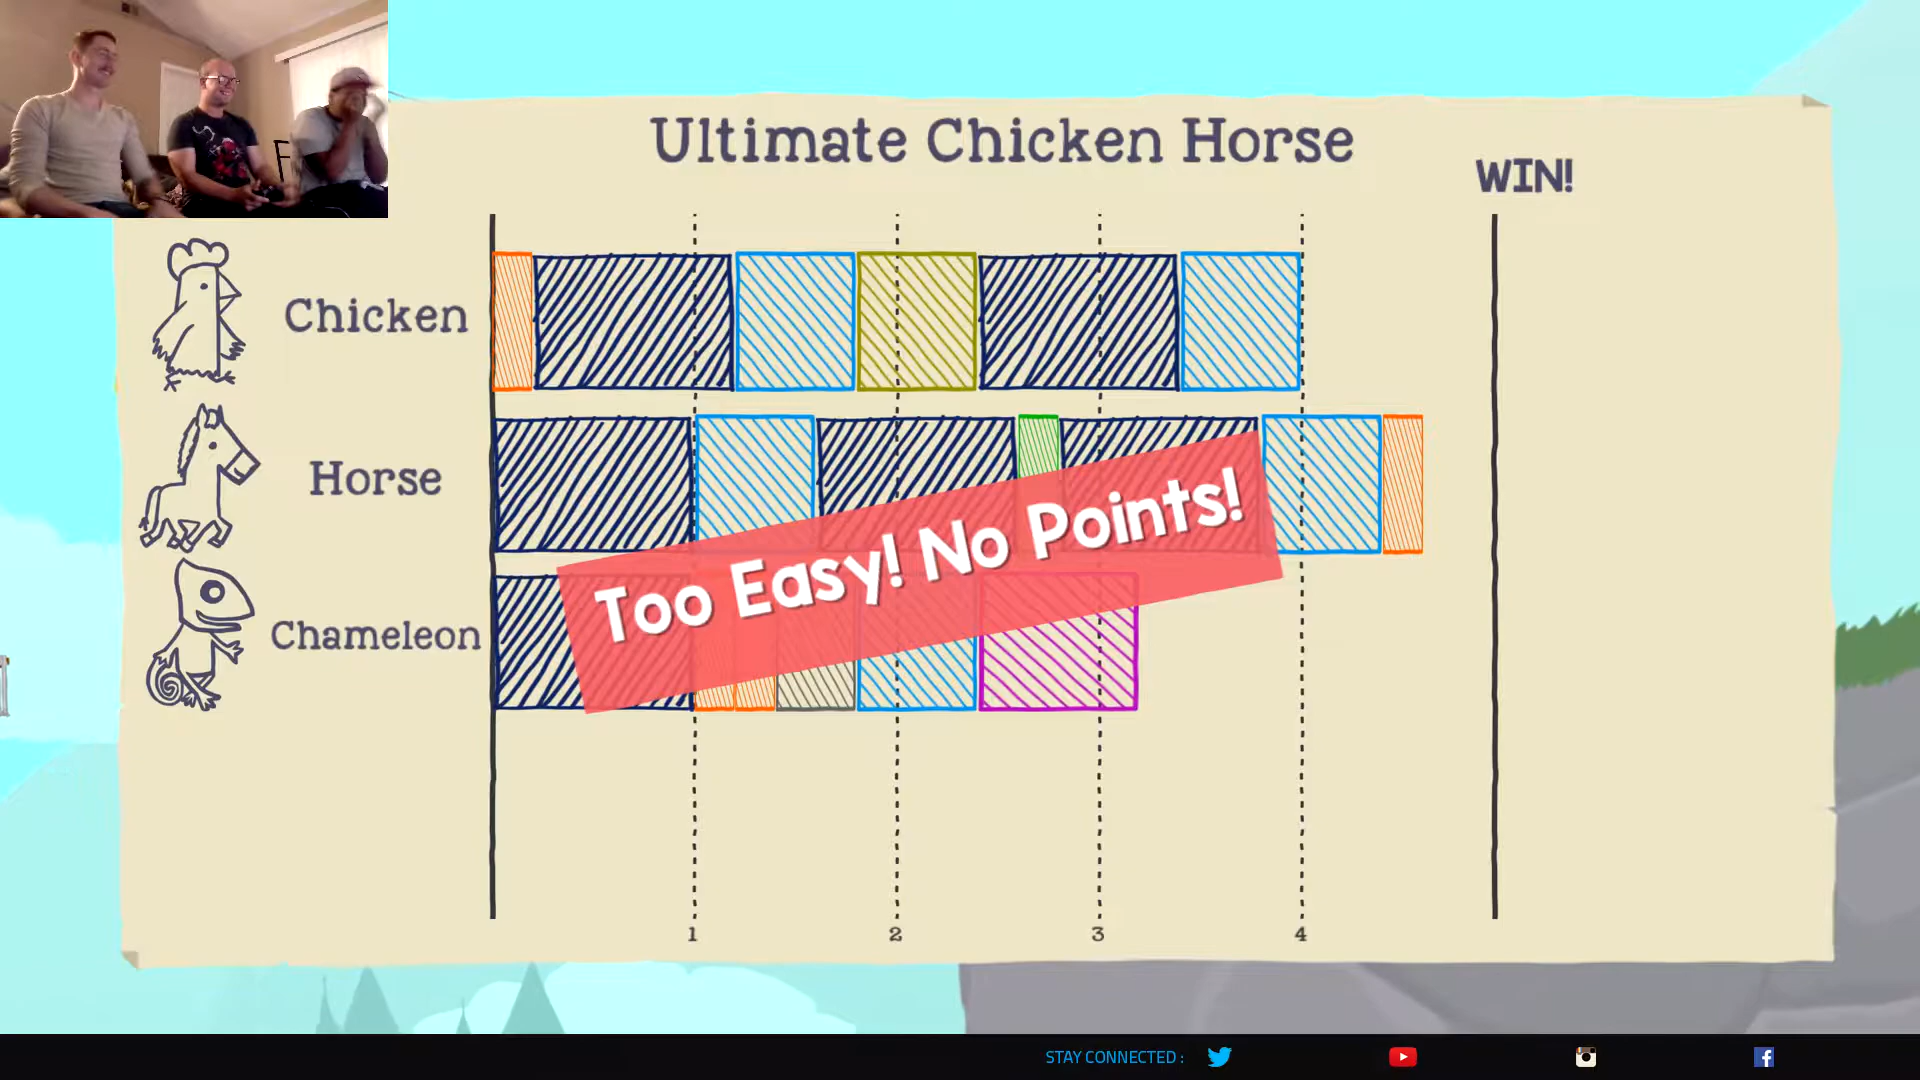 Ultimate Chicken Horse
WIN!
Chicken
Horse
Too Easy! No Points!
Chameleon
1 2 3 4
STAY CONNECTED :